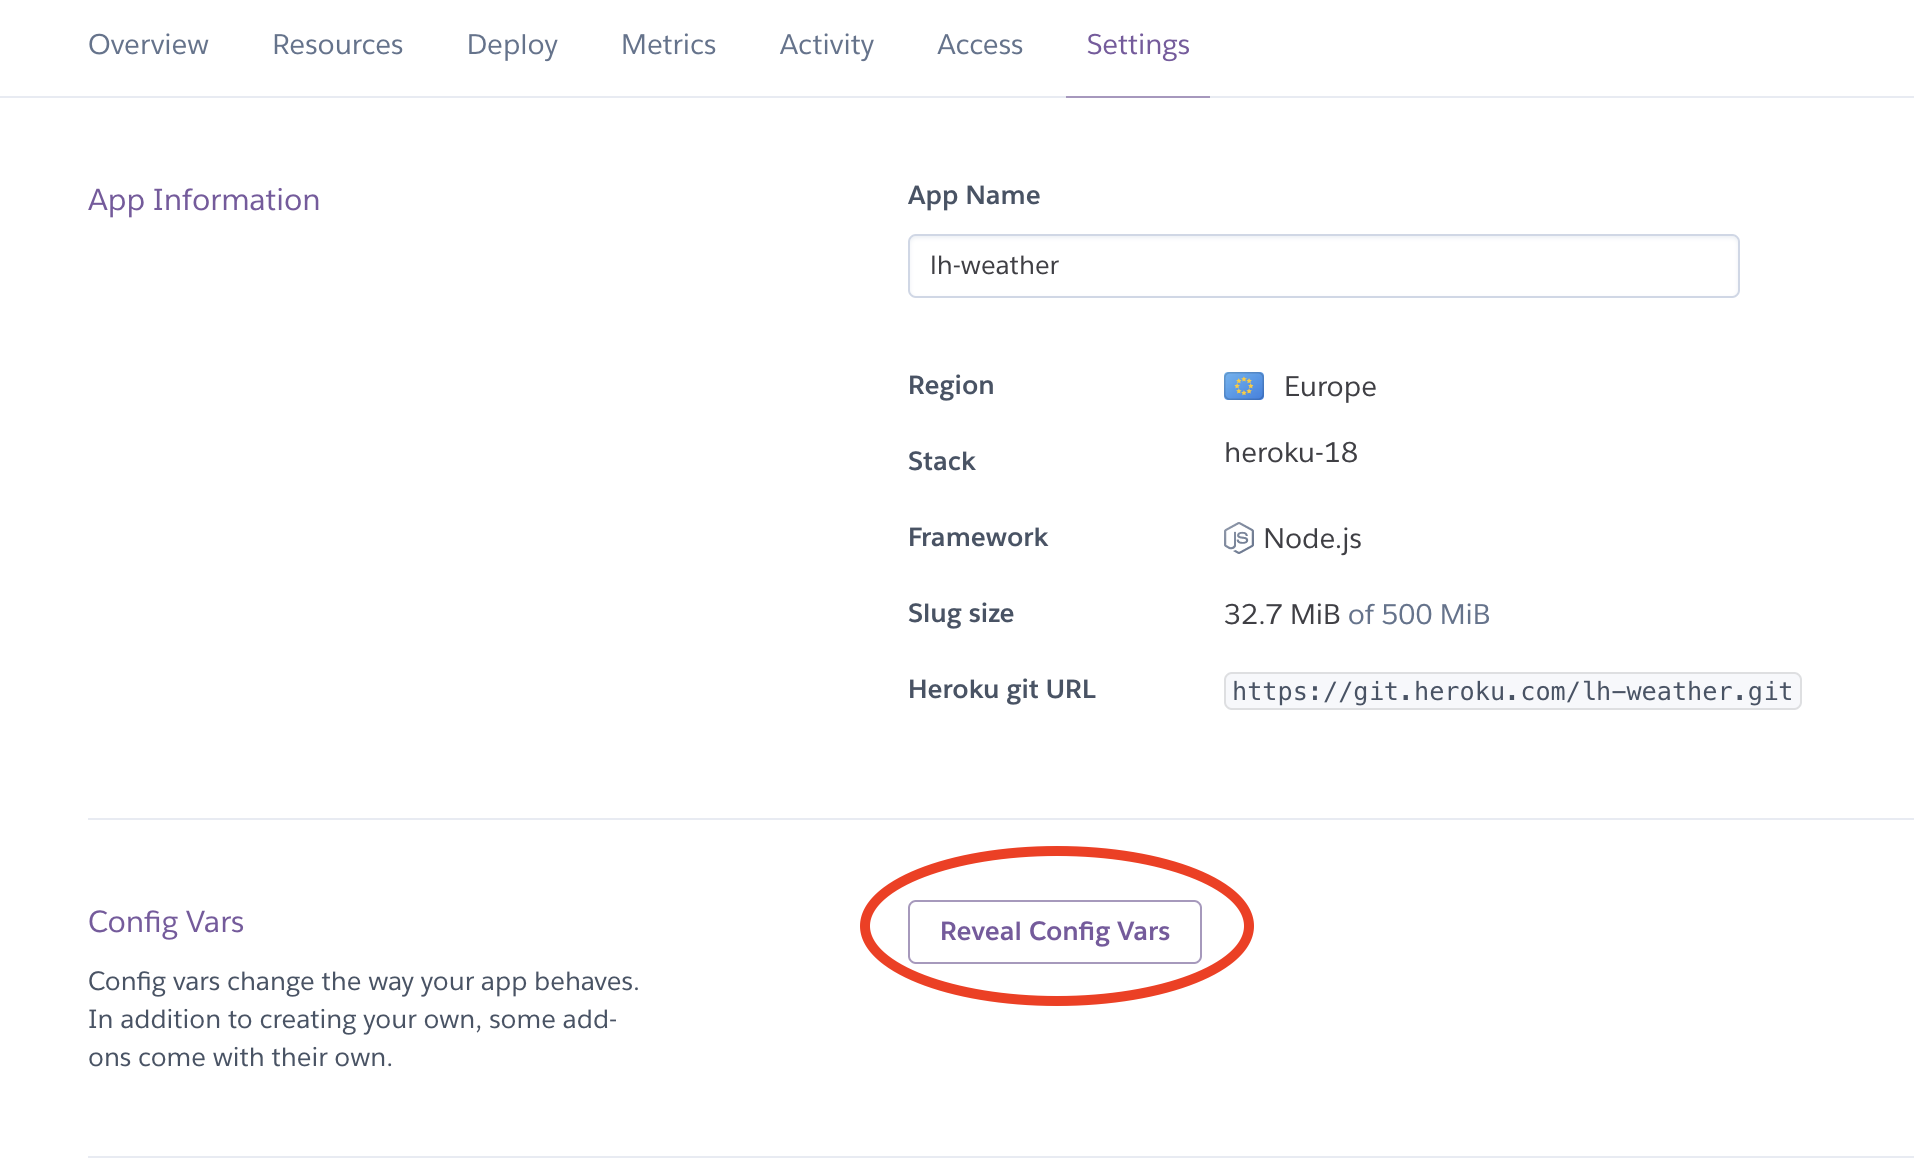 Overview Resources Deploy Metrics Activity Access Settings
App Information
App Name
lh-weather
Region Europe
Stack heroku-18
Framework JS Node.js
Slug size 32.7 MiB of 500 MiB
Heroku git URL https://git.heroku.com/lh-weather.git
Config Vars
Reveal Config Vars
Config vars change the way your app behaves.
In addition to creating your own, some add-
ons come with their own.